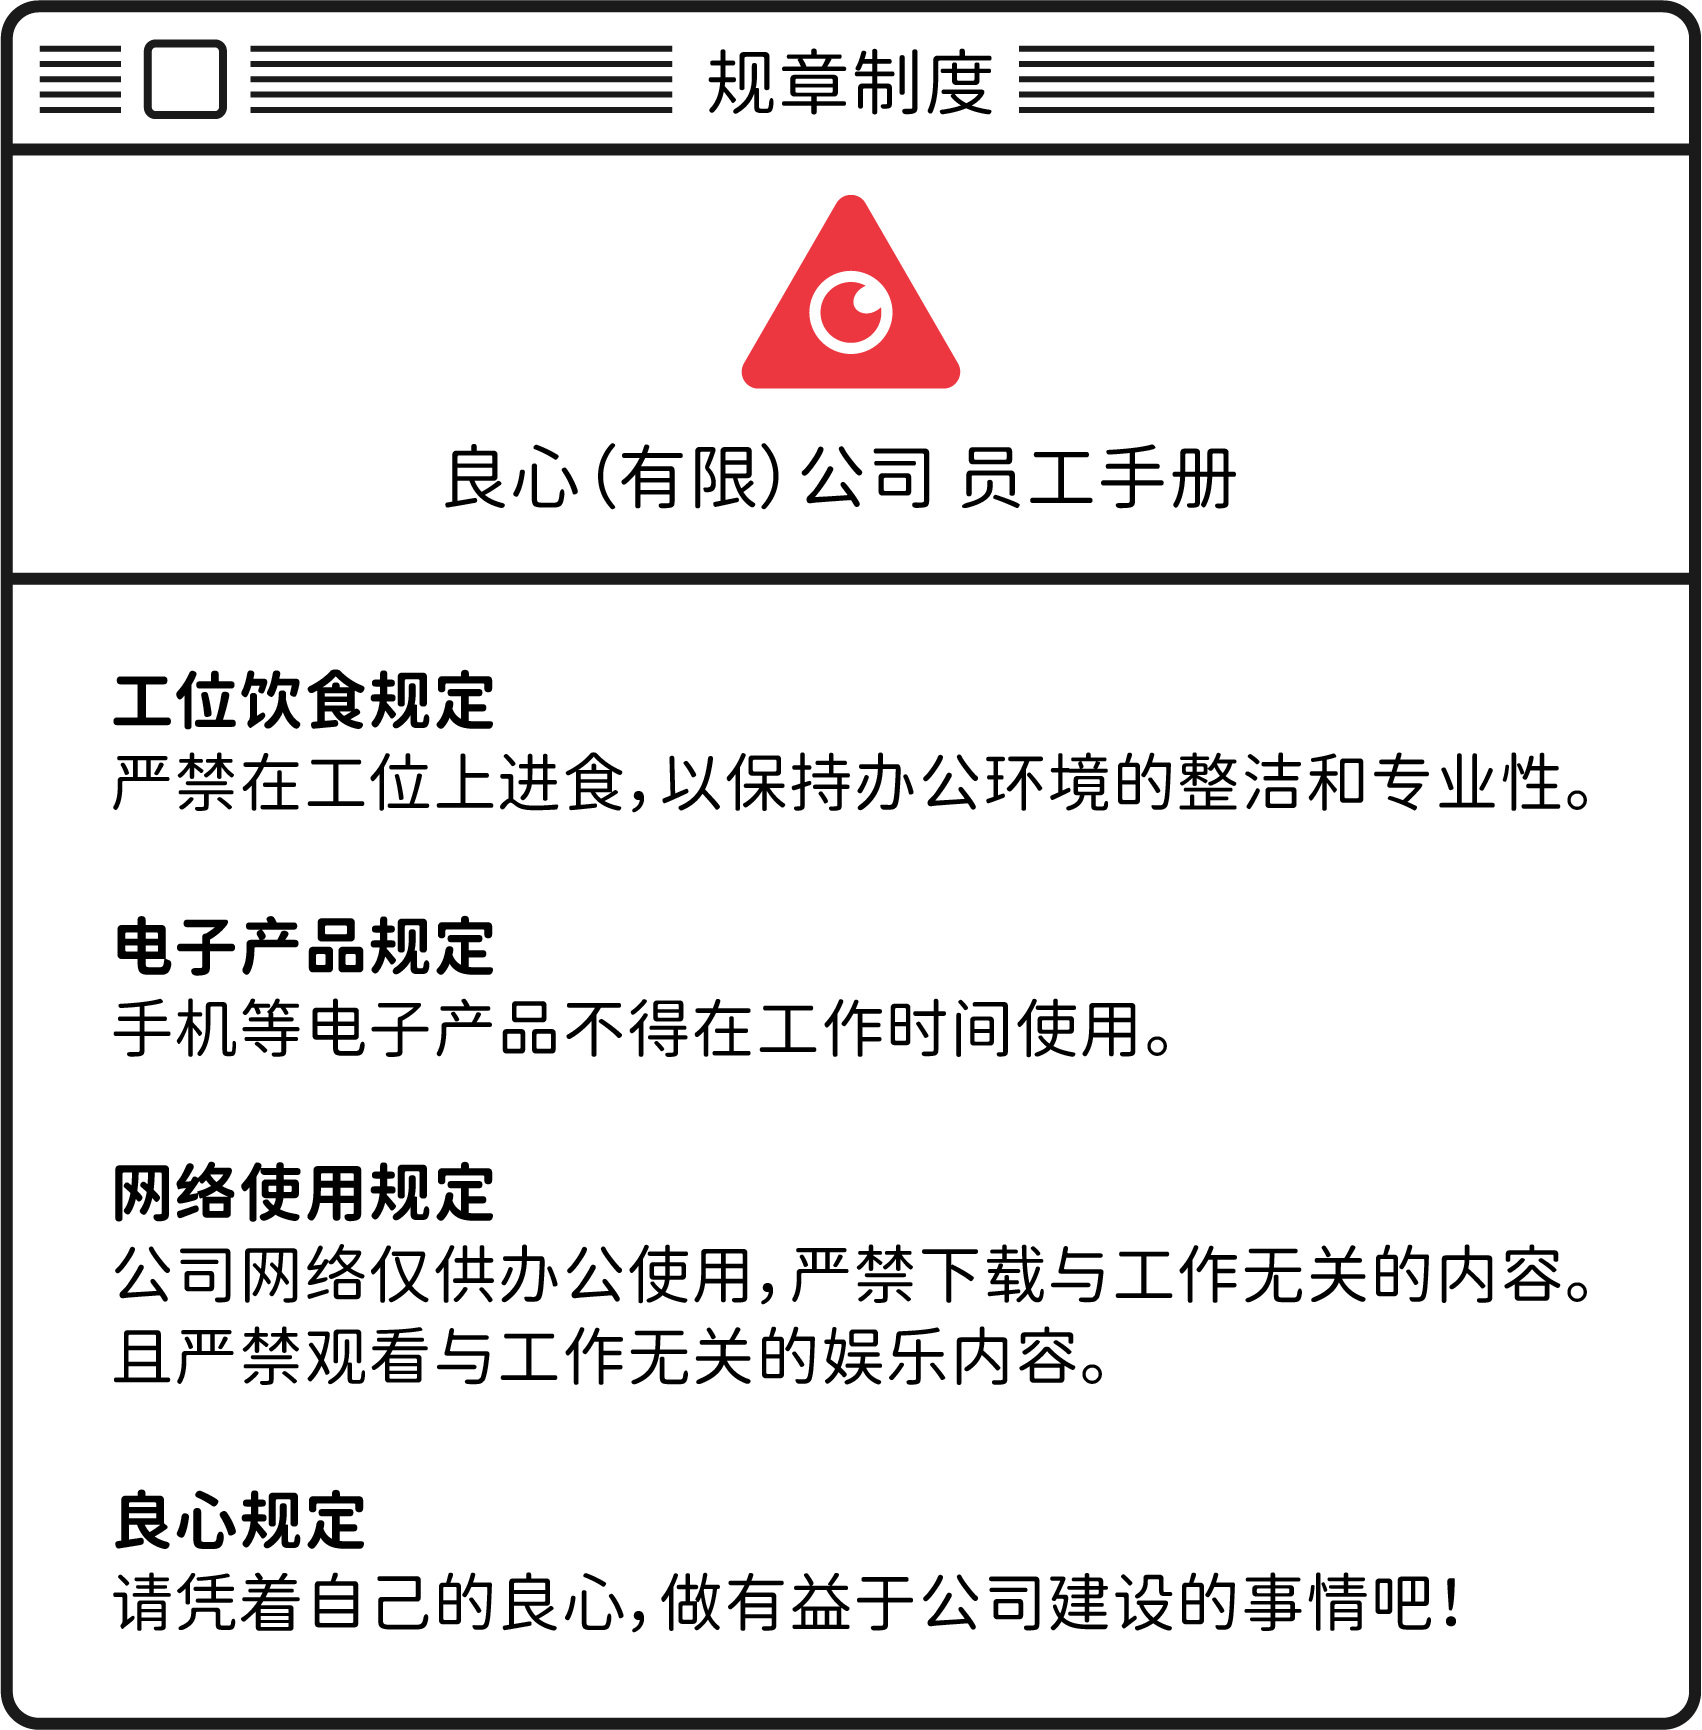 规章制度
良心（有限）公司 员工手册
工位饮食规定
严禁在工位上进食，以保持办公环境的整洁和专业性。
电子产品规定
手机等电子产品不得在工作时间使用。
网络使用规定
公司网络仅供办公使用，严禁下载与工作无关的内容。
且严禁观看与工作无关的娱乐内容。
良心规定
请凭着自己的良心，做有益于公司建设的事情吧！